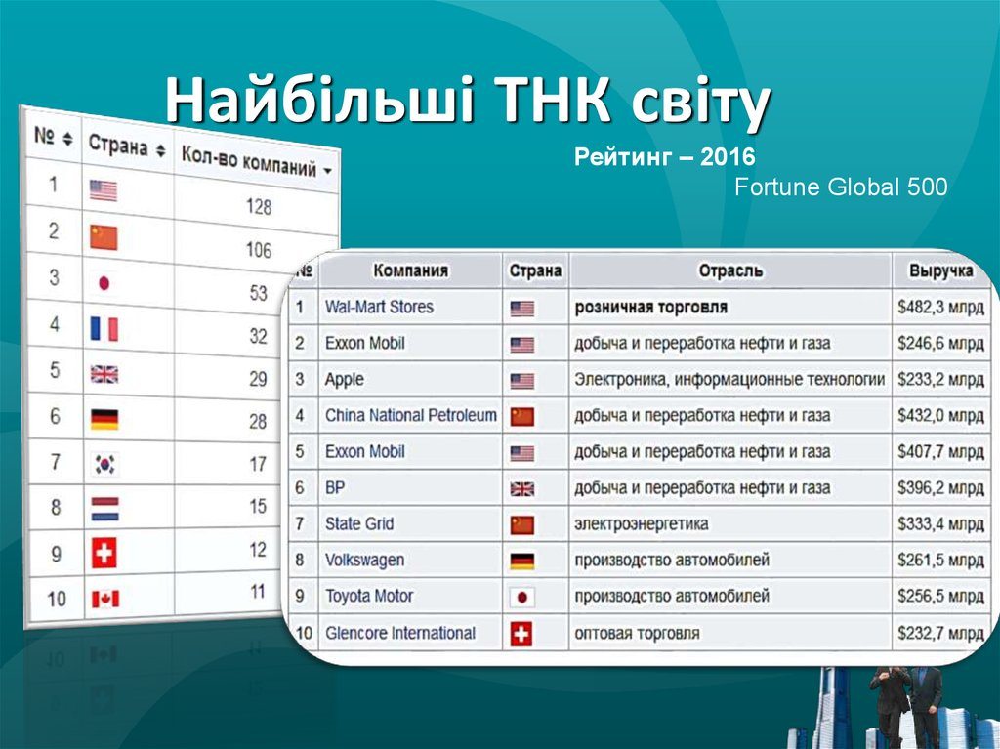 Найбільші ТНК світу
Рейтинг – 2016
Fortune Global 500
№ Страна Кол-во компаний
1 128
2 106
3 53
4 32
5 29
6 28
7 17
8 15
9 12
10 11
№ Компания Страна Отрасль Выручка
1 Wal-Mart Stores розничная торговля $482,3 млрд
2 Exxon Mobil добыча и переработка нефти и газа $246,6 млрд
3 Apple Электроника, информационные технологии $233,2 млрд
4 China National Petroleum добыча и переработка нефти и газа $432,0 млрд
5 Exxon Mobil добыча и переработка нефти и газа $407,7 млрд
6 BP добыча и переработка нефти и газа $396,2 млрд
7 State Grid электроэнергетика $333,4 млрд
8 Volkswagen производство автомобилей $261,5 млрд
9 Toyota Motor производство автомобилей $256,5 млрд
10 Glencore International оптовая торговля $232,7 млрд